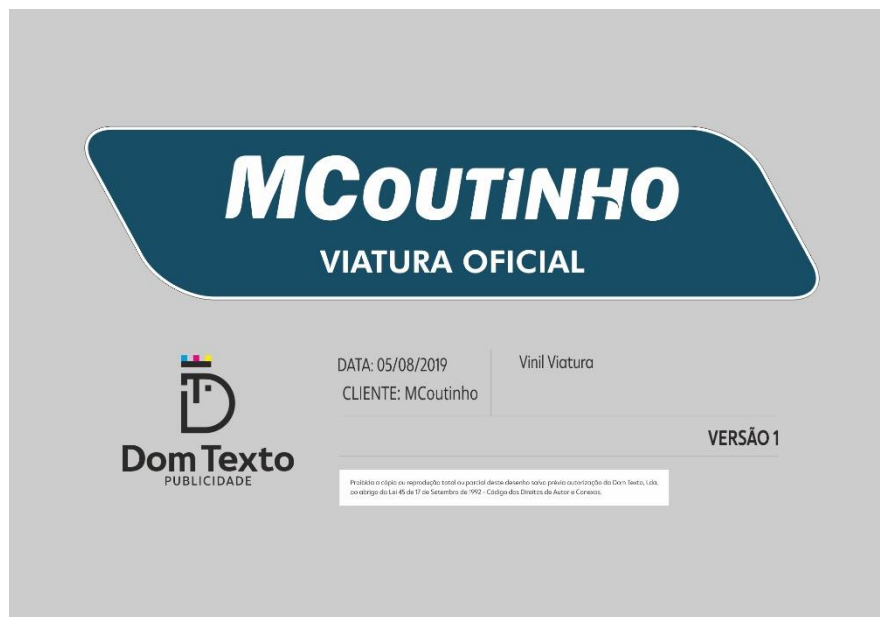 MCOUTINHO
VIATURA OFICIAL
DATA: 05/08/2019
CLIENTE: MCoutinho
Vinil Viatura
VERSÃO 1
Dom Texto
PUBLICIDADE
Proibida a cópia ou reprodução total ou parcial deste desenho salvo prévia autorização da Dom Texto, Lda,
ao abrigo da Lei 45 de 17 de Setembro de 1992 - Código dos Direitos de Autor e Conexos.